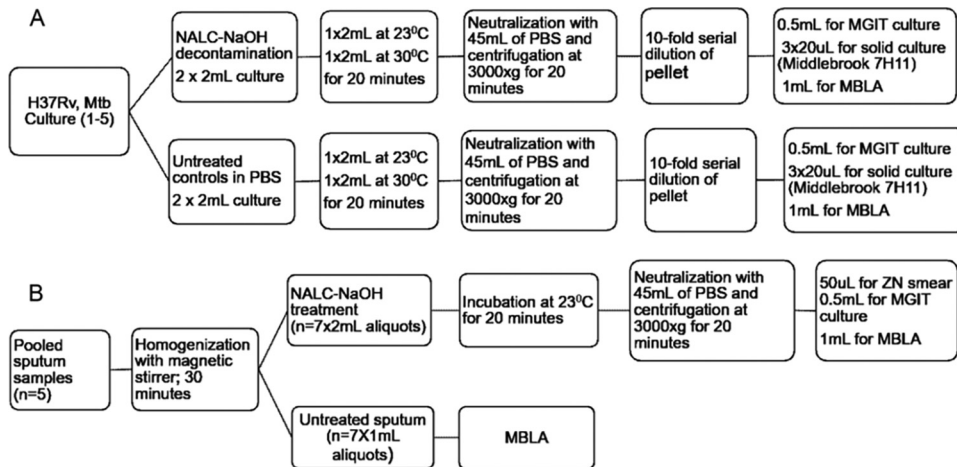 A
H37Rv, Mtb
Culture (1-5)
NALC-NaOH
decontamination
2 x 2mL culture
1x2mL at 23⁰C
1x2mL at 30⁰C
for 20 minutes
Neutralization with
45mL of PBS and
centrifugation at
3000xg for 20
minutes
10-fold serial
dilution of
pellet
0.5mL for MGIT culture
3x20uL for solid culture
(Middlebrook 7H11)
1mL for MBLA
Untreated
controls in PBS
2 x 2mL culture
1x2mL at 23⁰C
1x2mL at 30⁰C
for 20 minutes
Neutralization with
45mL of PBS and
centrifugation at
3000xg for 20
minutes
10-fold serial
dilution of
pellet
0.5mL for MGIT culture
3x20uL for solid culture
(Middlebrook 7H11)
1mL for MBLA
B
Pooled
sputum
samples
(n=5)
Homogenization
with magnetic
stirrer; 30
minutes
NALC-NaOH
treatment
(n=7x2mL aliquots)
Incubation at 23⁰C
for 20 minutes
Neutralization with
45mL of PBS and
centrifugation at
3000xg for 20
minutes
50uL for ZN smear
0.5mL for MGIT
culture
1mL for MBLA
Untreated sputum
(n=7X1mL
aliquots)
MBLA